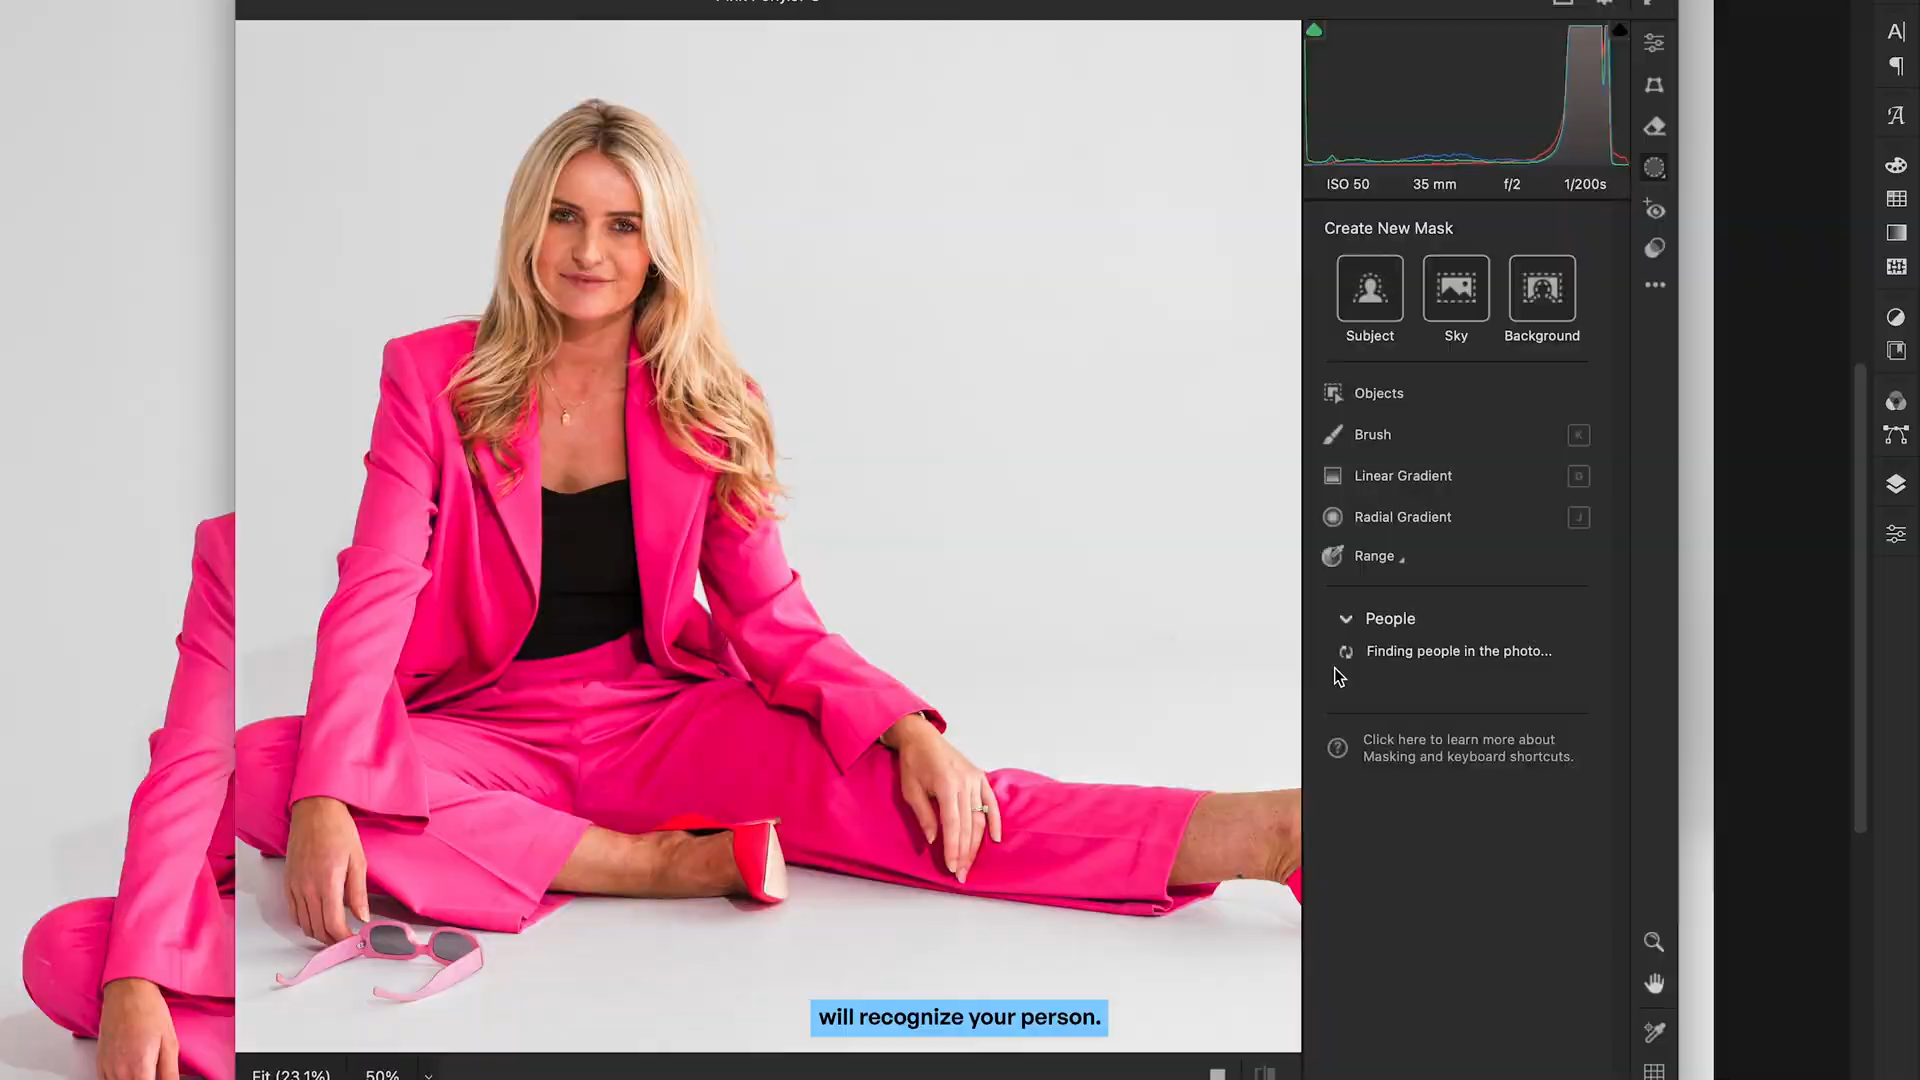 ISO 50 35 mm f/2 1/200s
Create New Mask
Subject Sky Background
Objects
Brush K
Linear Gradient G
Radial Gradient J
Range
People
Finding people in the photo...
Click here to learn more about
Masking and keyboard shortcuts.
will recognize your person.
Fit (23.1%) 50%